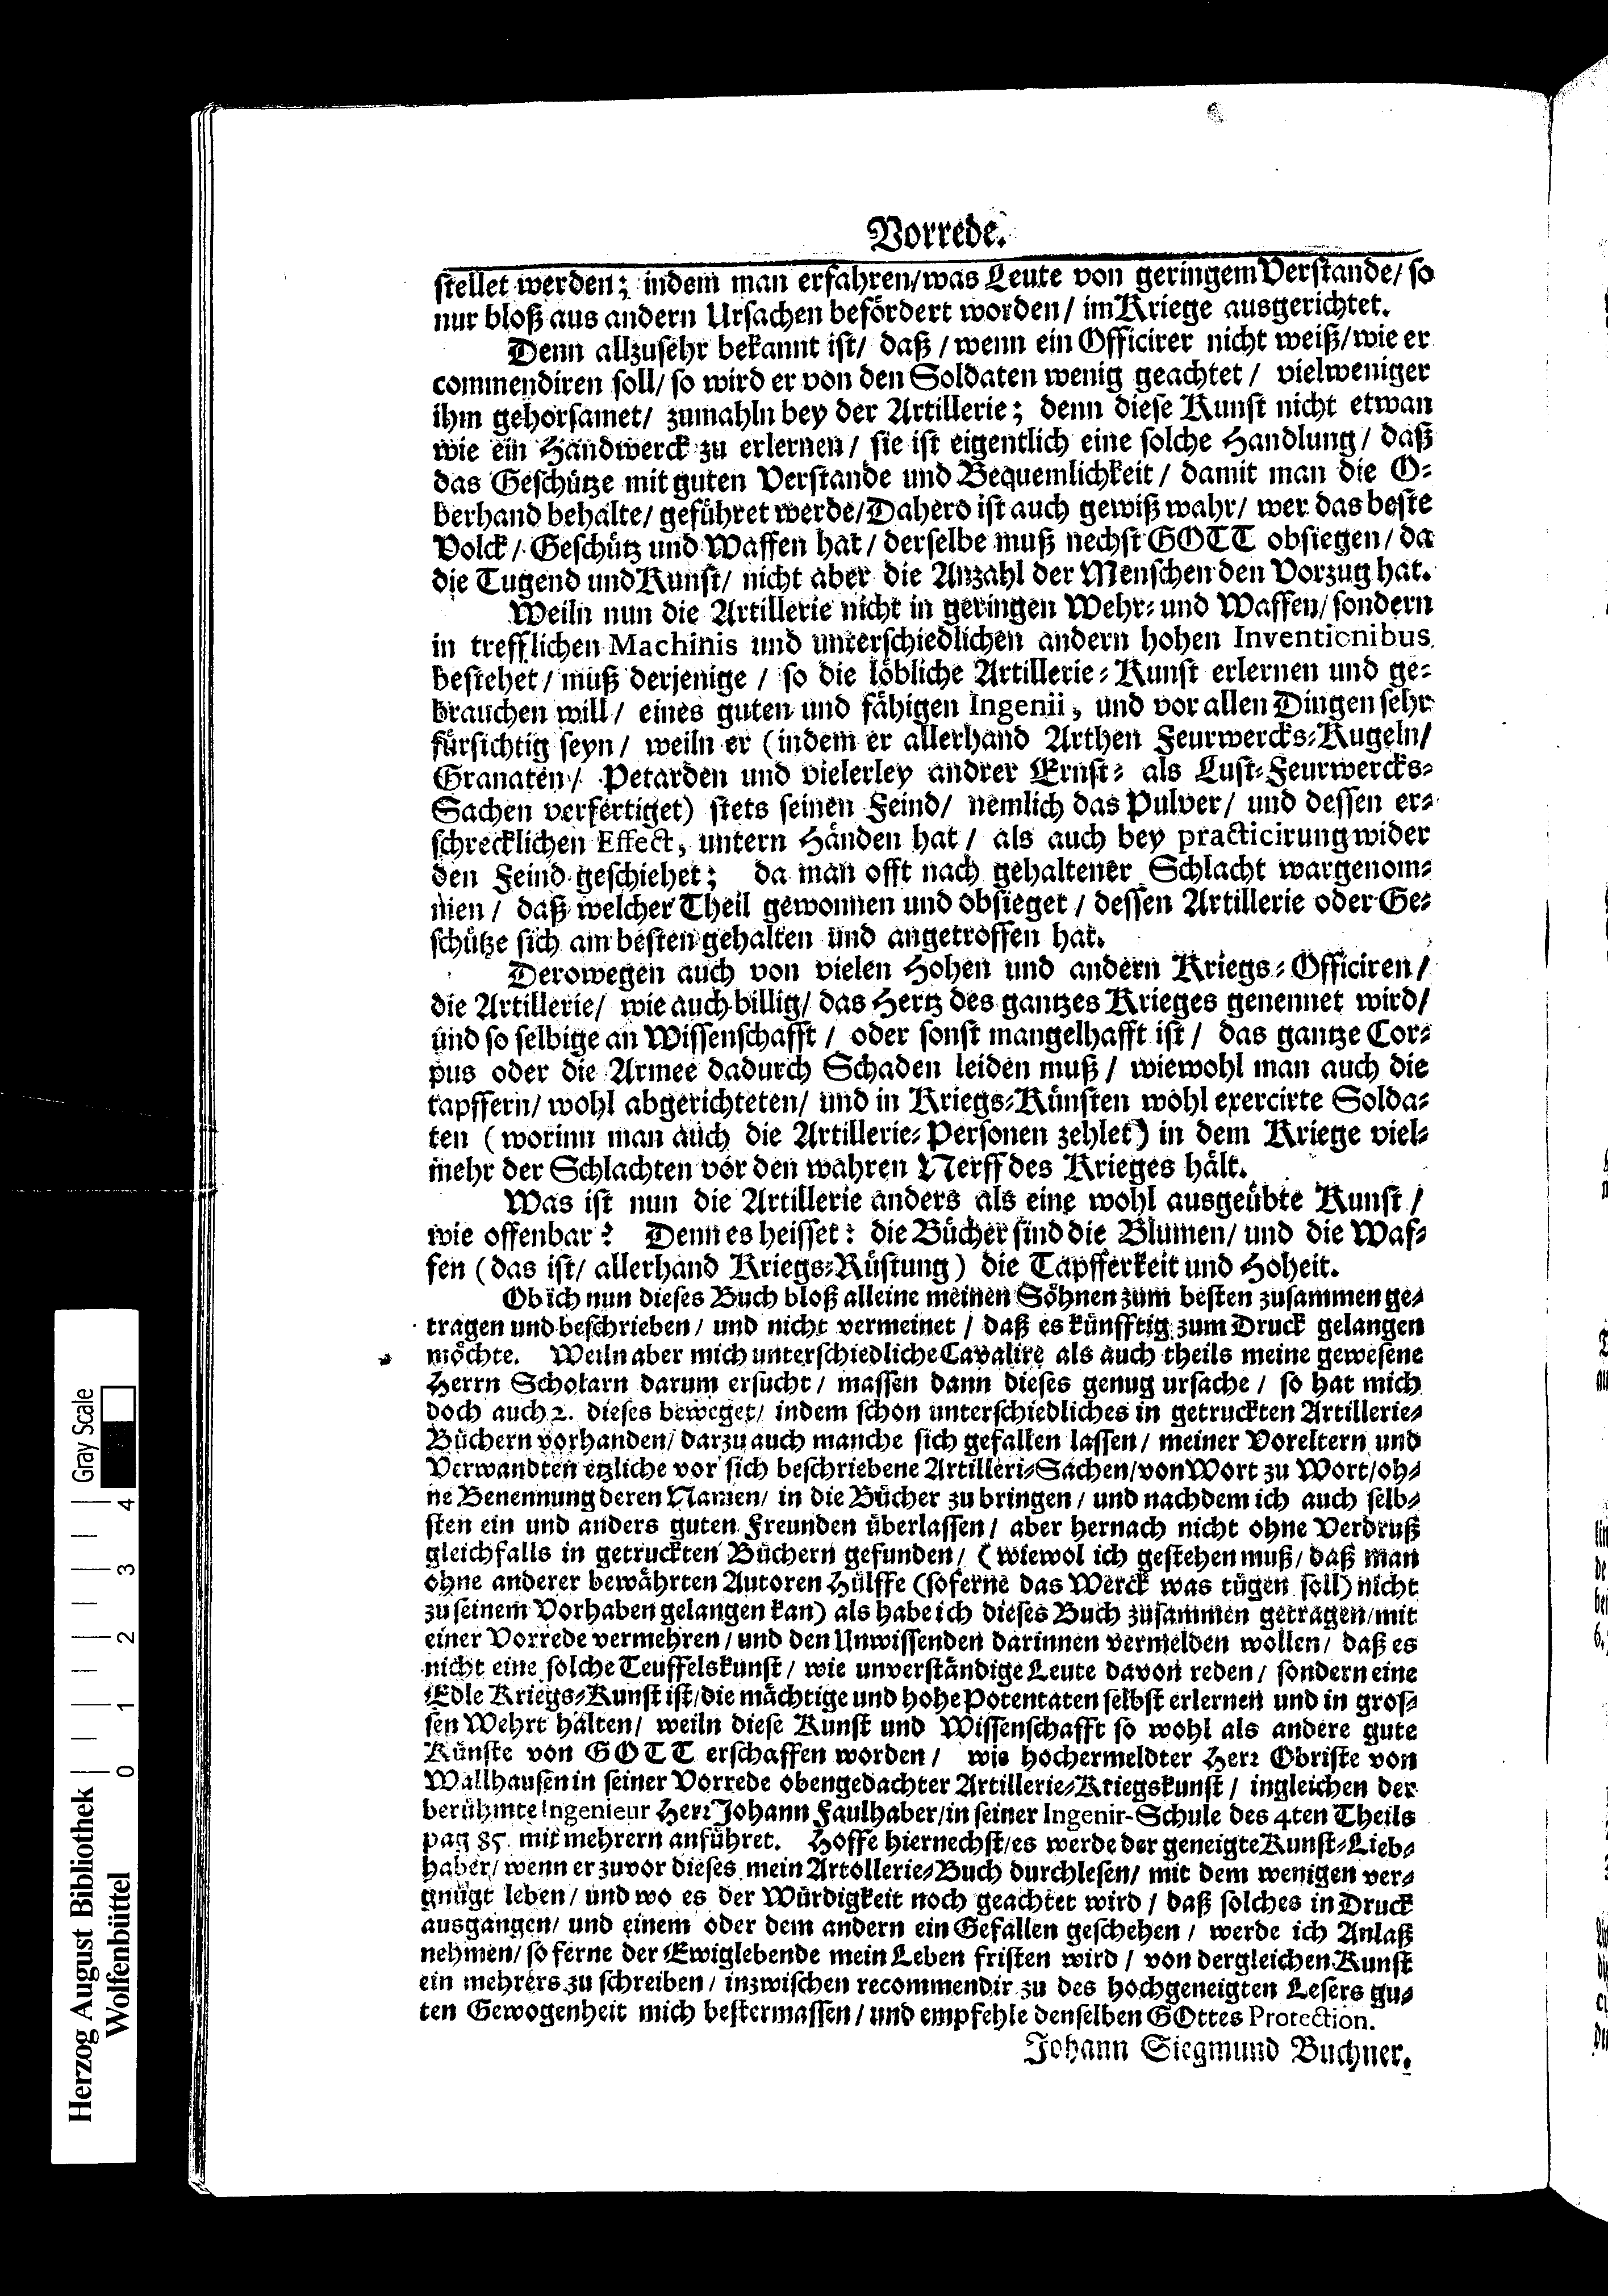 Vorrede.
stellet werden; indem man erfahren/was Leute von geringem Verstande/ so
nur bloß aus andern Ursachen befördert worden/ im Kriege ausgerichtet.
Denn allzusehr bekannt ist/ daß/ wenn ein Officirer nicht weiß/wie er
commendiren soll/ so wird er von den Soldaten wenig geachtet/ vielweniger
ihm gehorsamet/ zumahln bey der Artillerie; denn diese Kunst nicht etwan
wie ein Handwerck zu erlernen/ sie ist eigentlich eine solche Handlung/ daß
das Geschütze mit guten Verstande und Bequemlichkeit/ damit man die O-
berhand behalte/ geführet werde/Dahero ist auch gewiß wahr/ wer das beste
Volck/ Geschütz und Waffen hat/ derselbe muß nechst GOTT obsiegen/ da
die Tugend und Kunst/ nicht aber die Anzahl der Menschen den Vorzug hat.
Weiln nun die Artillerie nicht in geringen Wehr- und Waffen/ sondern
in trefflichen Machinis und unterschiedlichen andern hohen Inventionibus
bestehet/ muß derjenige/ so die löbliche Artillerie-Kunst erlernen und ge-
brauchen will/ eines guten und fähigen Ingenii, und vor allen Dingen sehr
fürsichtig seyn/ weiln er (indem er allerhand Arthen Feurwercks-Kugeln/
Granaten/ Petarden und vielerley andrer Ernst- als Lust-Feurwercks-
Sachen verfertiget) stets seinen Feind/ nemlich das Pulver/ und dessen er-
schrecklichen Effect, untern Händen hat/ als auch bey practicirung wider
den Feind geschiehet; da man offt nach gehaltener Schlacht wargenom-
men/ daß welcher Theil gewonnen und obsieget/ dessen Artillerie oder Ge-
schütze sich am besten gehalten und angetroffen hat.
Derowegen auch von vielen Hohen und andern Kriegs-Officiren/
die Artillerie/ wie auch billig/ das Hertz des gantzes Krieges genennet wird/
und so selbige an Wissenschafft/ oder sonst mangelhafft ist/ das gantze Cor-
pus oder die Armee dadurch Schaden leiden muß/ wiewohl man auch die
tapffern/ wohl abgerichteten/ und in Kriegs-Künsten wohl exercirte Solda-
ten (worinn man auch die Artillerie-Personen zehlet) in dem Kriege viel-
mehr der Schlachten vor den wahren Nerff des Krieges hält.
Was ist nun die Artillerie anders als eine wohl ausgeübte Kunst/
wie offenbar? Denn es heisset: die Bücher sind die Blumen/ und die Waf-
fen (das ist/ allerhand Kriegs-Rüstung) die Tapfferkeit und Hoheit.
Ob ich nun dieses Buch bloß alleine meinen Söhnen zum besten zusammen ge-
tragen und beschrieben/ und nicht vermeinet/ daß es künfftig zum Druck gelangen
möchte. Weiln aber mich unterschiedliche Cavalire als auch theils meine gewesene
Herrn Scholarn darum ersucht/ massen dann dieses genug ursache/ so hat mich
doch auch 2. dieses beweget/ indem schon unterschiedliches in getruckten Artillerie-
Büchern vorhanden/ darzu auch manche sich gefallen lassen/ meiner Voreltern und
Verwandten etzliche vor sich beschriebene Artilleri-Sachen/von Wort zu Wort/oh-
ne Benennung deren Namen/ in die Bücher zu bringen/ und nachdem ich auch selb-
sten ein und anders guten Freunden überlassen/ aber hernach nicht ohne Verdruß
gleichfalls in getruckten Büchern gefunden/ (wiewol ich gestehen muß/ daß man
ohne anderer bewährten Autoren Hülffe (soferne das Werck was tügen soll) nicht
zu seinem Vorhaben gelangen kan) als habe ich dieses Buch zusammen getragen/mit
einer Vorrede vermehren/ und den Unwissenden darinnen vermelden wollen/ daß es
nicht eine solche Teuffelskunst/ wie unverständige Leute davon reden/ sondern eine
Edle Kriegs-Kunst ist/die mächtige und hohe Potentaten selbst erlernen und in gros-
sen Wehrt hälten/ weiln diese Kunst und Wissenschafft so wohl als andere gute
Künste von GOTT erschaffen worden/ wie hochermeldter Herr Obriste von
Wallhausen in seiner Vorrede obengedachter Artillerie-Kriegskunst/ ingleichen der
berühmte Ingenieur Herr Johann Faulhaber/in seiner Ingenir-Schule des 4ten Theils
pag 85. mit mehrern anführet. Hoffe hiernechst/es werde der geneigte Kunst-Lieb-
haber/ wenn er zuvor dieses mein Artollerie-Buch durchlesen/ mit dem wenigen ver-
gnügt leben/ und wo es der Würdigkeit noch geachtet wird/ daß solches in Druck
ausgangen/ und einem oder dem andern ein Gefallen geschehen/ werde ich Anlaß
nehmen/ so ferne der Ewiglebende mein Leben fristen wird/ von dergleichen Kunst
ein mehrers zu schreiben/ inzwischen recommendir zu des hochgeneigten Lesers gu-
ten Gewogenheit mich bestermassen/ und empfehle denselben GOttes Protection.
Johann Siegmund Buchner.
Herzog August Bibliothek
Wolfenbüttel
0 1 2 3 4
Gray Scale